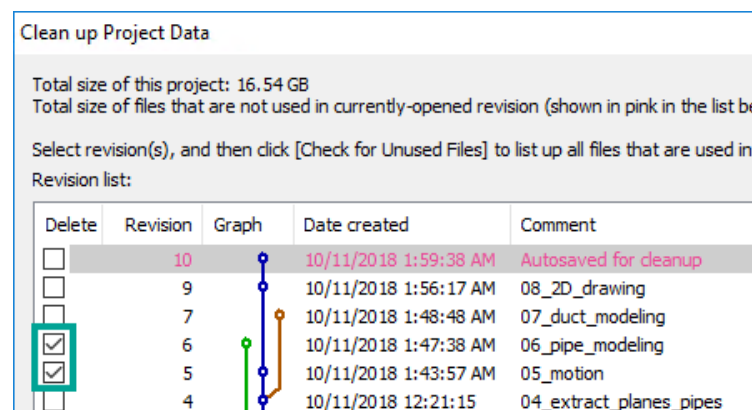 Clean up Project Data
Total size of this project: 16.54 GB
Total size of files that are not used in currently-opened revision (shown in pink in the list
Select revision(s), and then click [Check for Unused Files] to list up all files that are used in
Revision list:
Delete Revision Graph Date created Comment
10 10/11/2018 1:59:38 AM Autosaved for cleanup
9 10/11/2018 1:56:17 AM 08_2D_drawing
7 10/11/2018 1:48:48 AM 07_duct_modeling
6 10/11/2018 1:47:38 AM 06_pipe_modeling
5 10/11/2018 1:43:57 AM 05_motion
4 10/11/2018 12:21:15 04_extract_planes_pipes